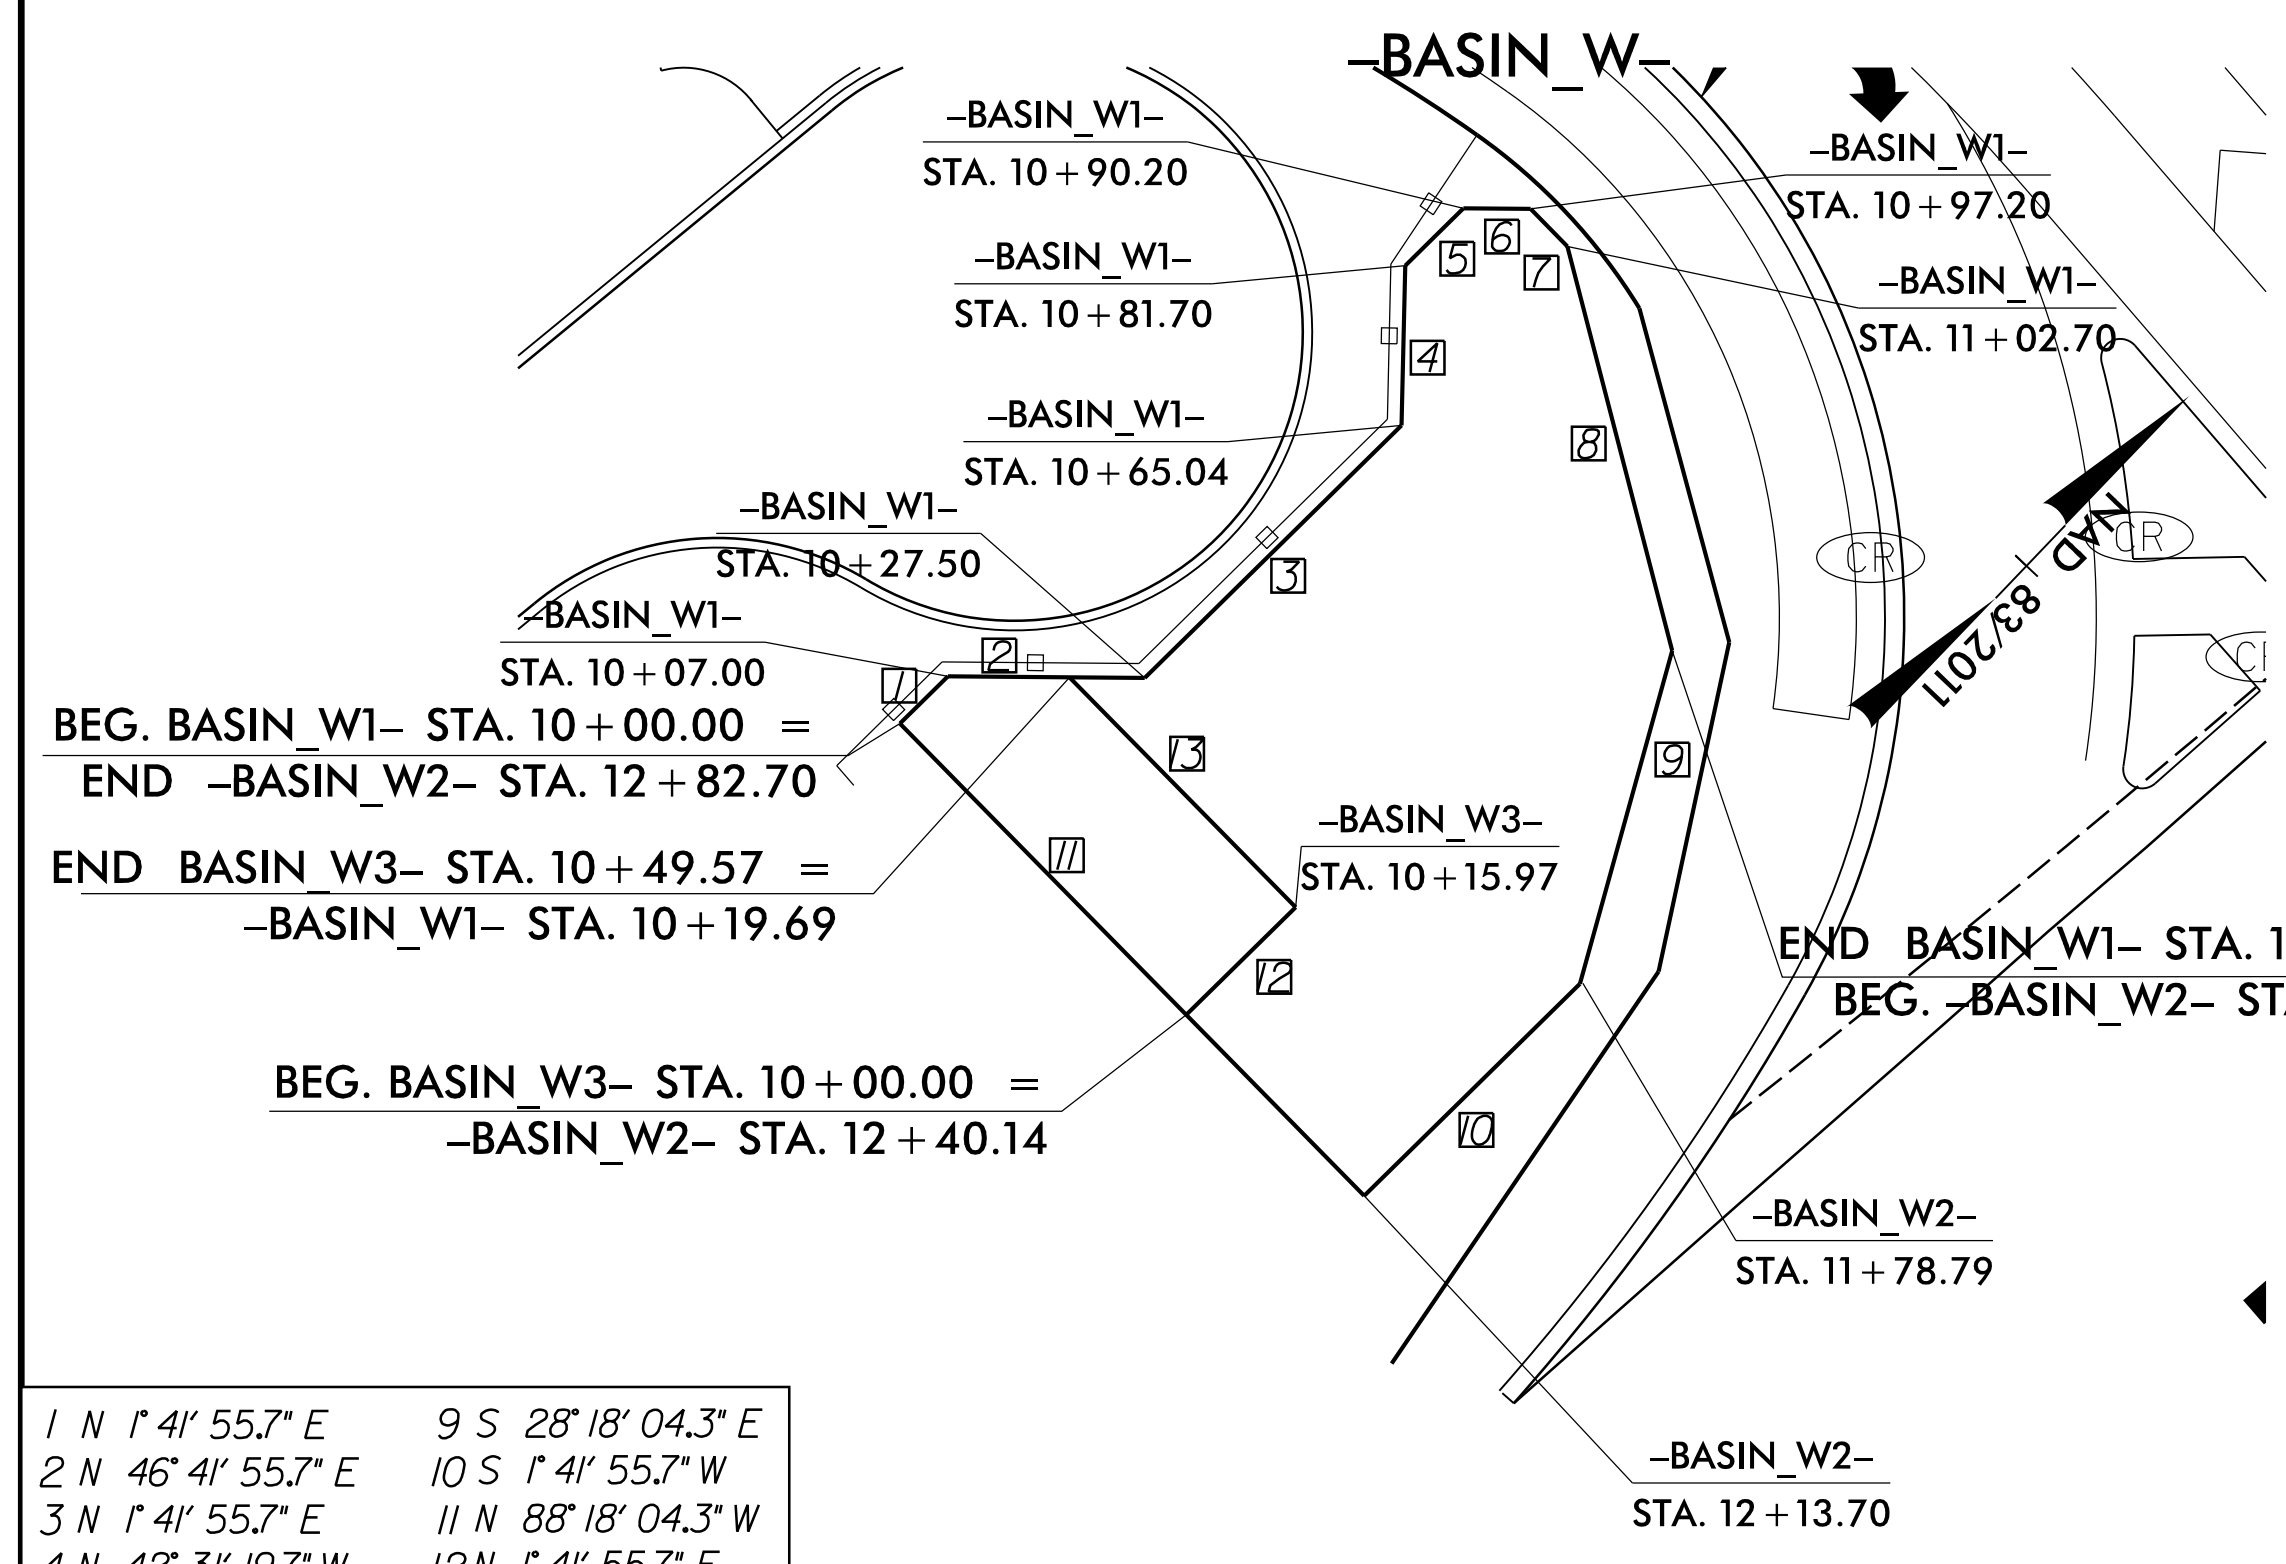 –BASIN_W–
–BASIN_W1–
STA. 10+90.20
–BASIN_W1–
STA. 10+97.20
–BASIN_W1–
STA. 10+81.70
–BASIN_W1–
STA. 11+02.70
–BASIN_W1–
STA. 10+65.04
–BASIN_W1–
STA. 10+27.50
–BASIN_W1–
STA. 10+07.00
5
6
7
4
8
3
2
1
CR
CR
NAD 83/2011
BEG. BASIN_W1– STA. 10+00.00 =
END –BASIN_W2– STA. 12+82.70
13
9
–BASIN_W3–
STA. 10+15.97
11
END BASIN_W3– STA. 10+49.57 =
–BASIN_W1– STA. 10+19.69
12
END BASIN_W1– STA. 1
BEG. –BASIN_W2–
BEG. BASIN_W3– STA. 10+00.00 =
–BASIN_W2– STA. 12+40.14
10
–BASIN_W2–
STA. 11+78.79
–BASIN_W2–
STA. 12+13.70
1 N 1° 41' 55.7" E
9 S 28° 18' 04.3" E
2 N 46° 41' 55.7" E
10 S 1° 41' 55.7" W
3 N 1° 41' 55.7" E
11 N 88° 18' 04.3" W